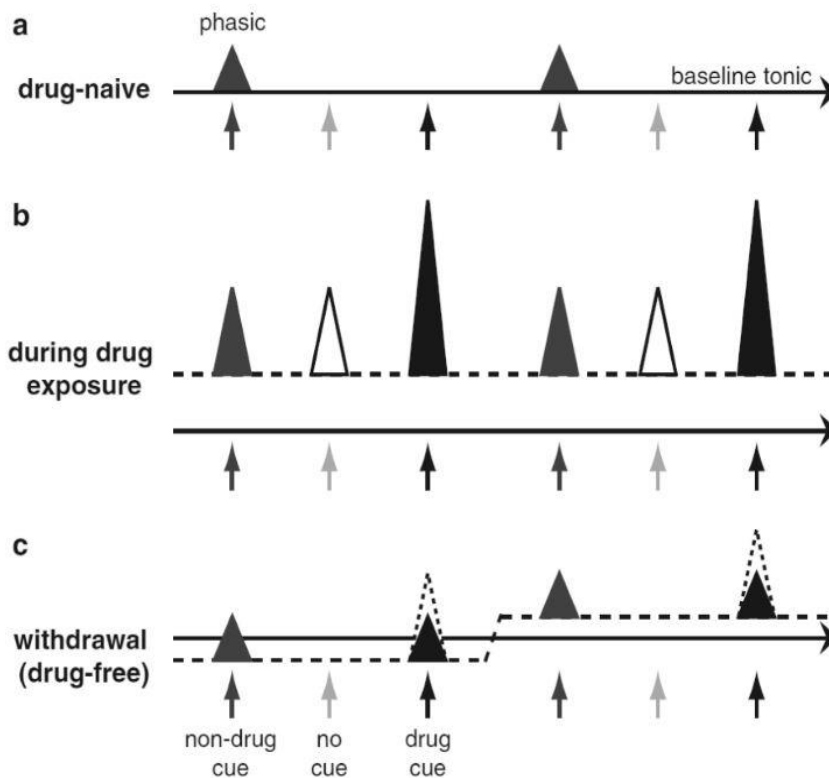 a
phasic
drug-naive
baseline tonic
b
during drug
exposure
c
withdrawal
(drug-free)
non-drug
cue
no
cue
drug
cue